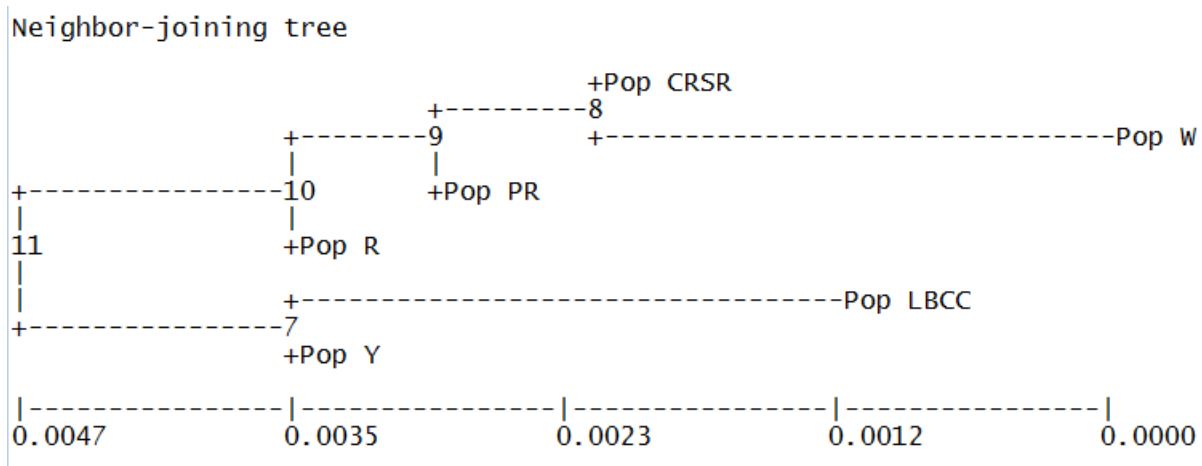 Neighbor-joining tree
+Pop CRSR
+---------8
+--------9 +--------------------------------Pop W
| |
+----------------10 +Pop PR
| |
11 +Pop R
|
| +----------------------------------Pop LBCC
+----------------7
+Pop Y
|----------------|----------------|----------------|----------------|
0.0047 0.0035 0.0023 0.0012 0.0000